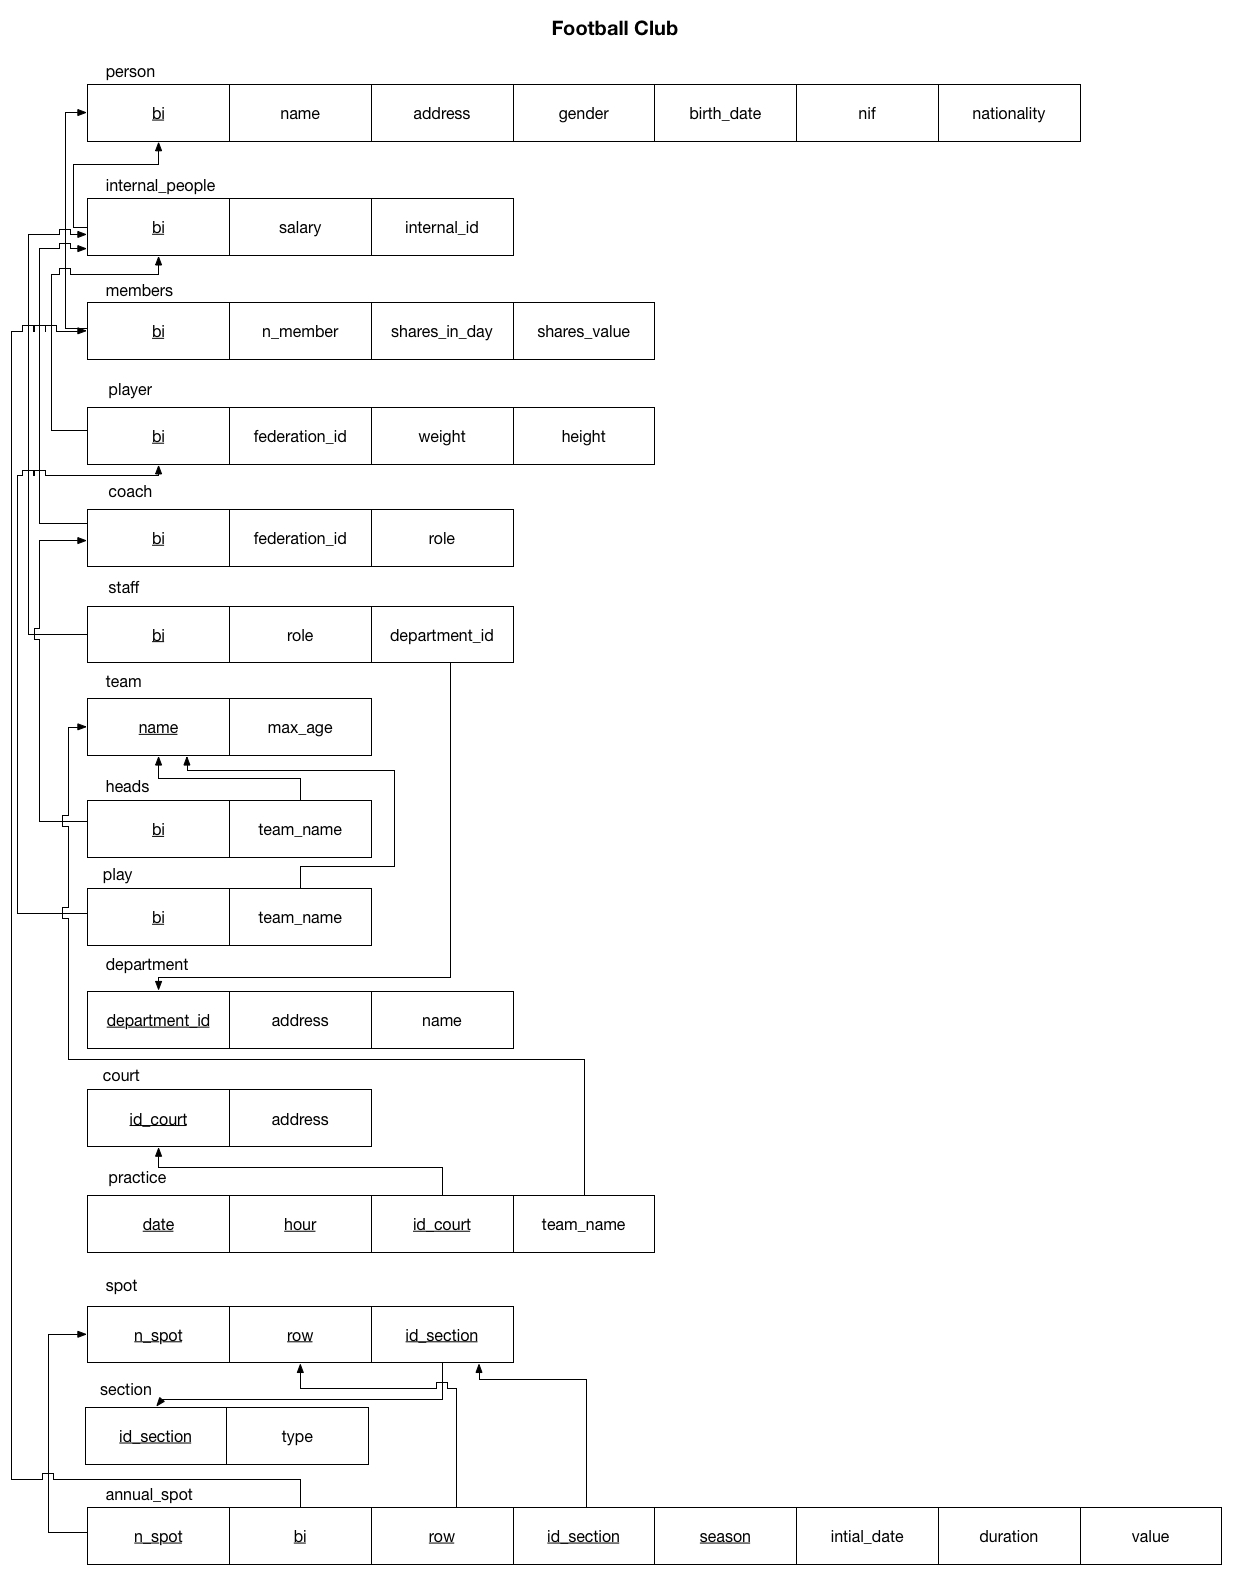 Football Club
person
bi name address gender birth_date nif nationality
internal_people
bi salary internal_id
members
bi n_member shares_in_day shares_value
player
bi federation_id weight height
coach
bi federation_id role
staff
bi role department_id
team
name max_age
heads
bi team_name
play
bi team_name
department
department_id address name
court
id_court address
practice
date hour id_court team_name
spot
n_spot row id_section
section
id_section type
annual_spot
n_spot bi row id_section season intial_date duration value